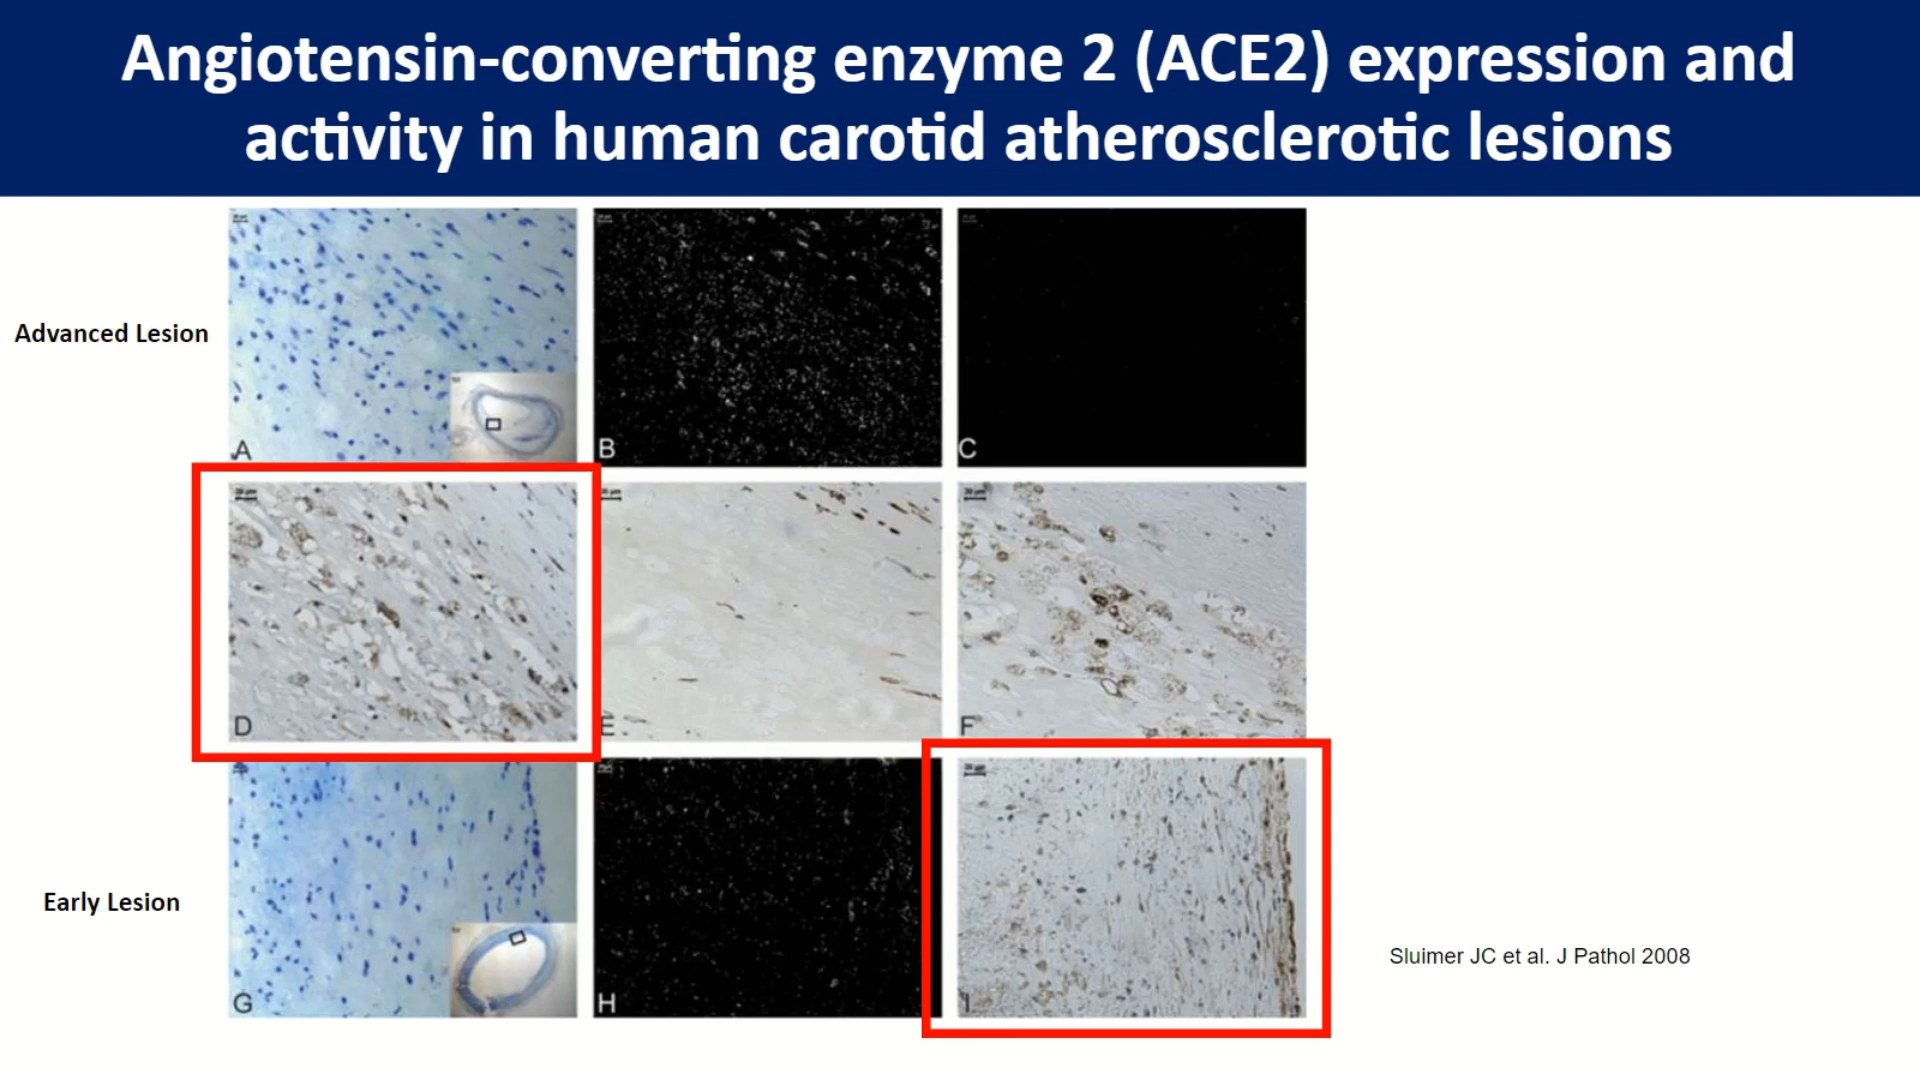 Angiotensin-converting enzyme 2 (ACE2) expression and
activity in human carotid atherosclerotic lesions
Advanced Lesion
A
B
C
D
E
F
Early Lesion
G
H
I
Sluimer JC et al. J Pathol 2008